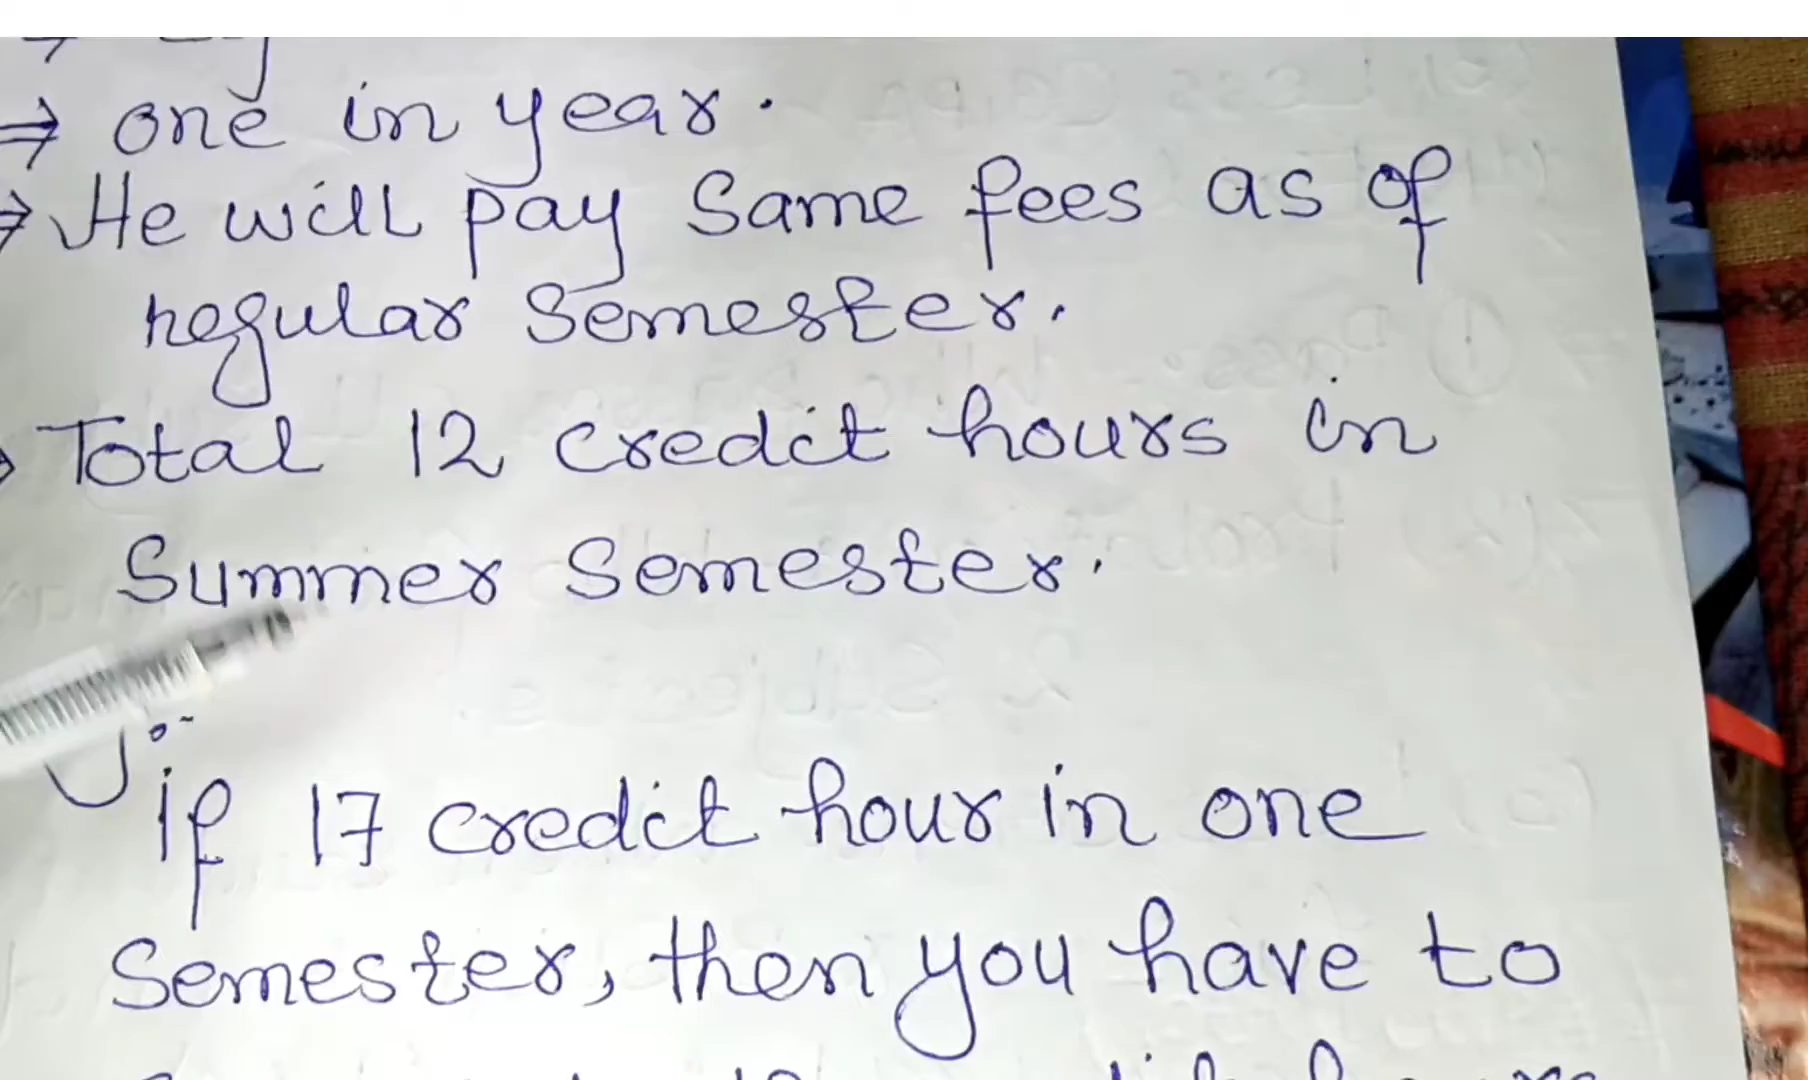 ⇒ one in year.
⇒ He will pay Same fees as of
regular Semester.
Total 12 credit hours in
Summer Semester.
if 17 credit hour in one
Semester, then you have to